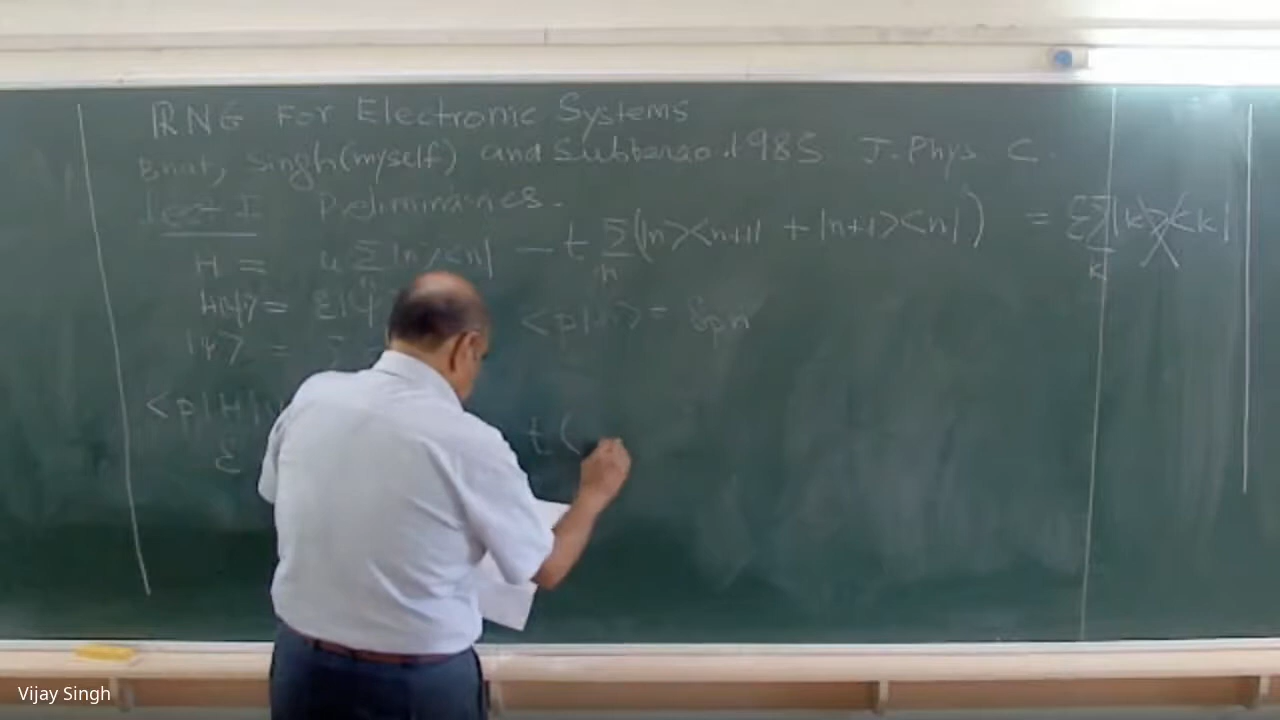 RNG For Electronic Systems
Bhat, Singh (myself) and Subbarao 1985 J. Phys C.
Lect I Preliminaries.
H = u Σ |n><n| − t Σ (|n><n+1| + |n+1><n|) = ε Σ |k><k|
n n k
H|ψ> = ε|ψ
<p|n> = δpn
|ψ> =
<p|H|
ε t (
Vijay Singh